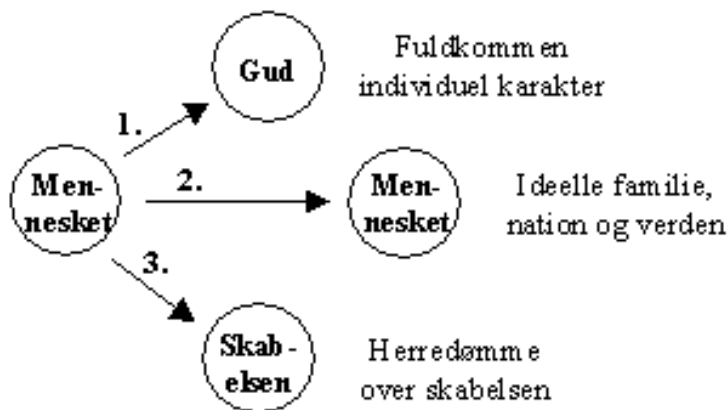 Gud
Fuldkommen
individuel karakter
1.
Men-
nesket
2.
Men-
nesket
Ideelle familie,
nation og verden
3.
Skab-
elsen
Herredømme
over skabelsen